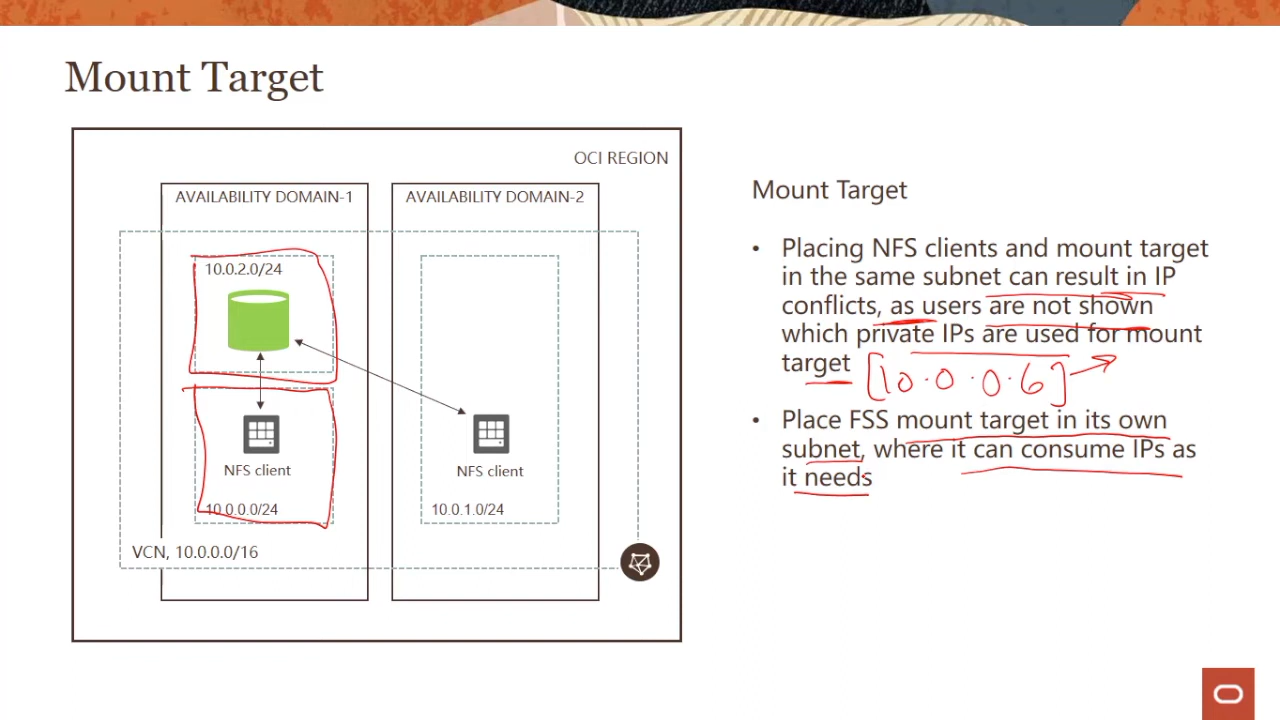 Mount Target
OCI REGION
AVAILABILITY DOMAIN-1
AVAILABILITY DOMAIN-2
10.0.2.0/24
NFS client
NFS client
10.0.0.0/24
10.0.1.0/24
VCN, 10.0.0.0/16
Mount Target
• Placing NFS clients and mount target
in the same subnet can result in IP
conflicts, as users are not shown
which private IPs are used for mount
target
[10.0.0.6]
• Place FSS mount target in its own
subnet, where it can consume IPs as
it needs